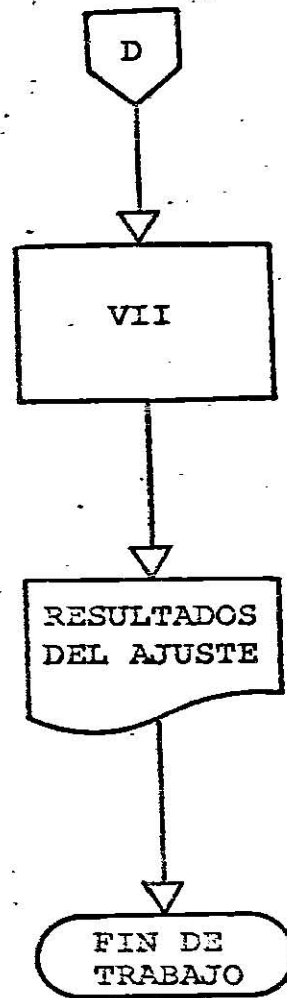 D
VII
RESULTADOS
DEL AJUSTE
FIN DE
TRABAJO